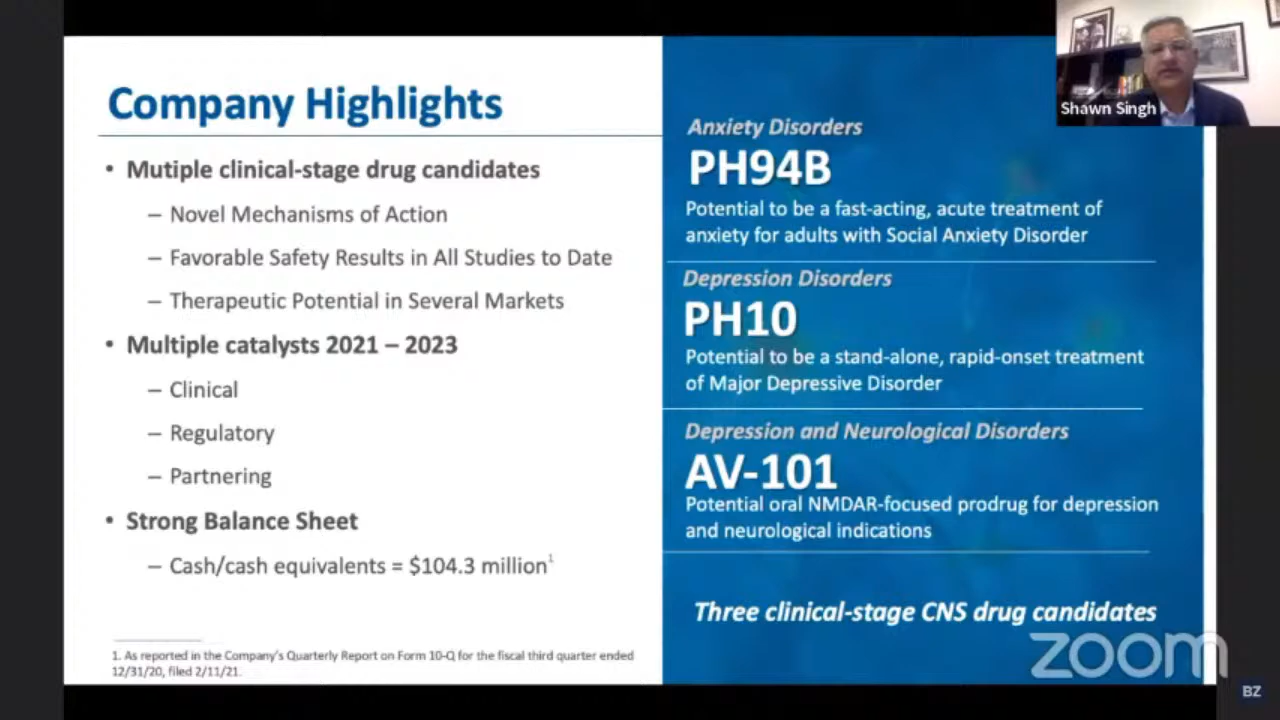 Company Highlights
• Mutiple clinical-stage drug candidates
– Novel Mechanisms of Action
– Favorable Safety Results in All Studies to Date
– Therapeutic Potential in Several Markets
• Multiple catalysts 2021 – 2023
– Clinical
– Regulatory
– Partnering
• Strong Balance Sheet
– Cash/cash equivalents = $104.3 million¹
1. As reported in the Company's Quarterly Report on Form 10-Q for the fiscal third quarter ended
12/31/20, filed 2/11/21.
Anxiety Disorders
PH94B
Potential to be a fast-acting, acute treatment of
anxiety for adults with Social Anxiety Disorder
Depression Disorders
PH10
Potential to be a stand-alone, rapid-onset treatment
of Major Depressive Disorder
Depression and Neurological Disorders
AV-101
Potential oral NMDAR-focused prodrug for depression
and neurological indications
Three clinical-stage CNS drug candidates
Shawn Singh
zoom
BZ